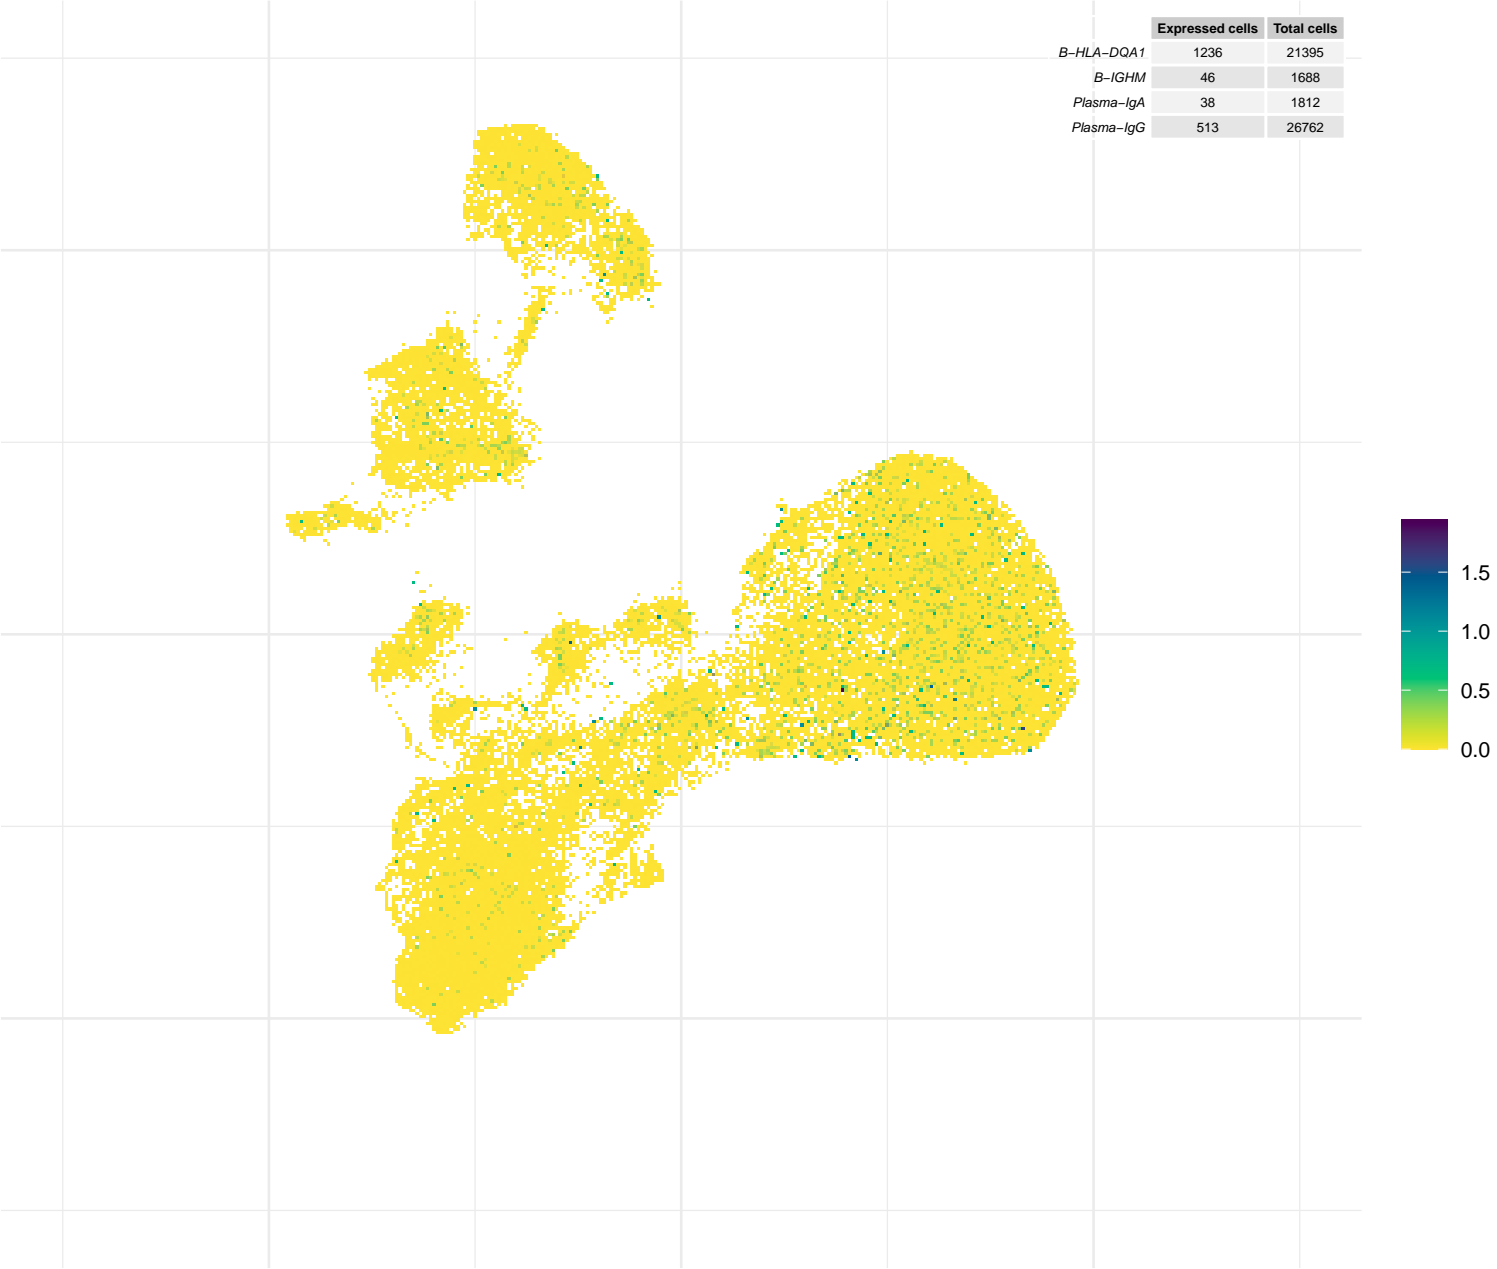 Expressed cells Total cells
B−HLA−DQA1 1236 21395
B−IGHM 46 1688
Plasma−IgA 38 1812
Plasma−IgG 513 26762
1.5
1.0
0.5
0.0